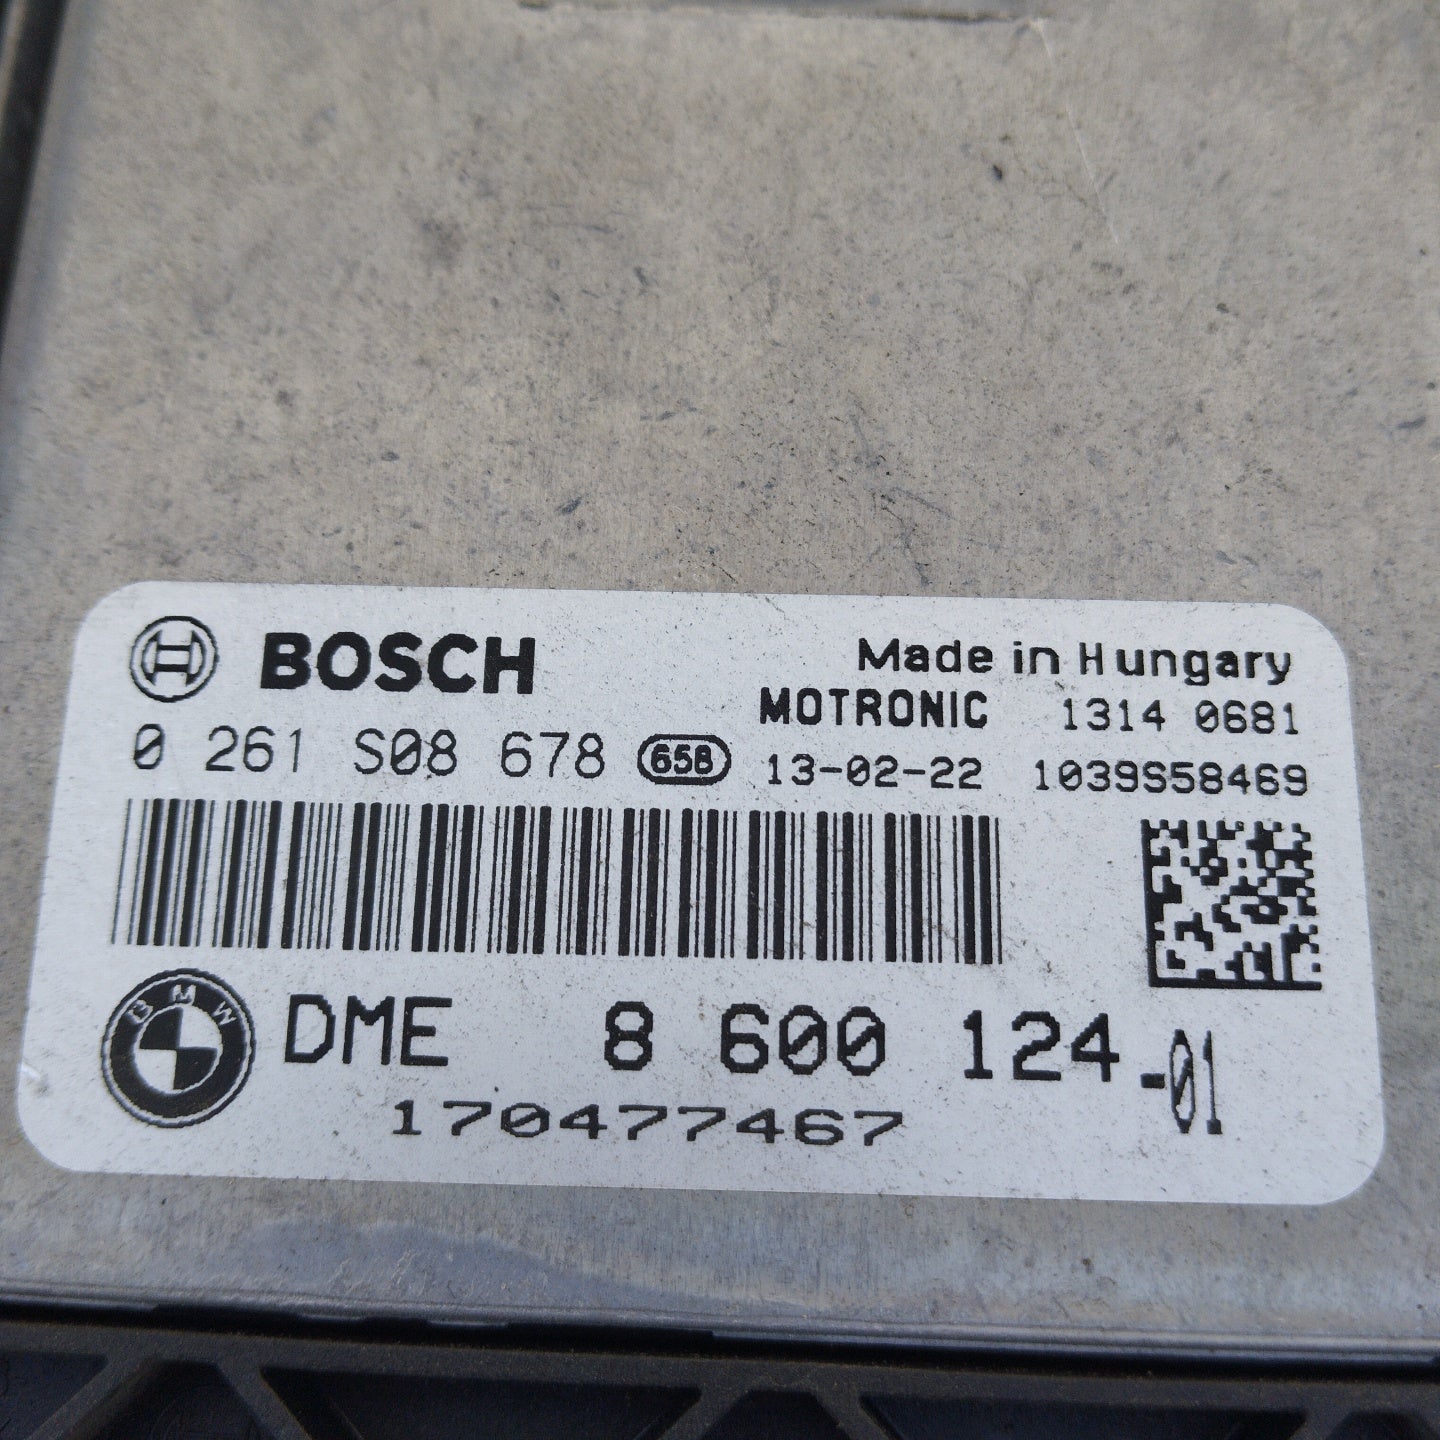 BOSCH
Made in Hungary
MOTRONIC 1314 0681
0 261 S08 678 658 13-02-22 1039S58469
BMW
DME 8 600 124-01
170477467